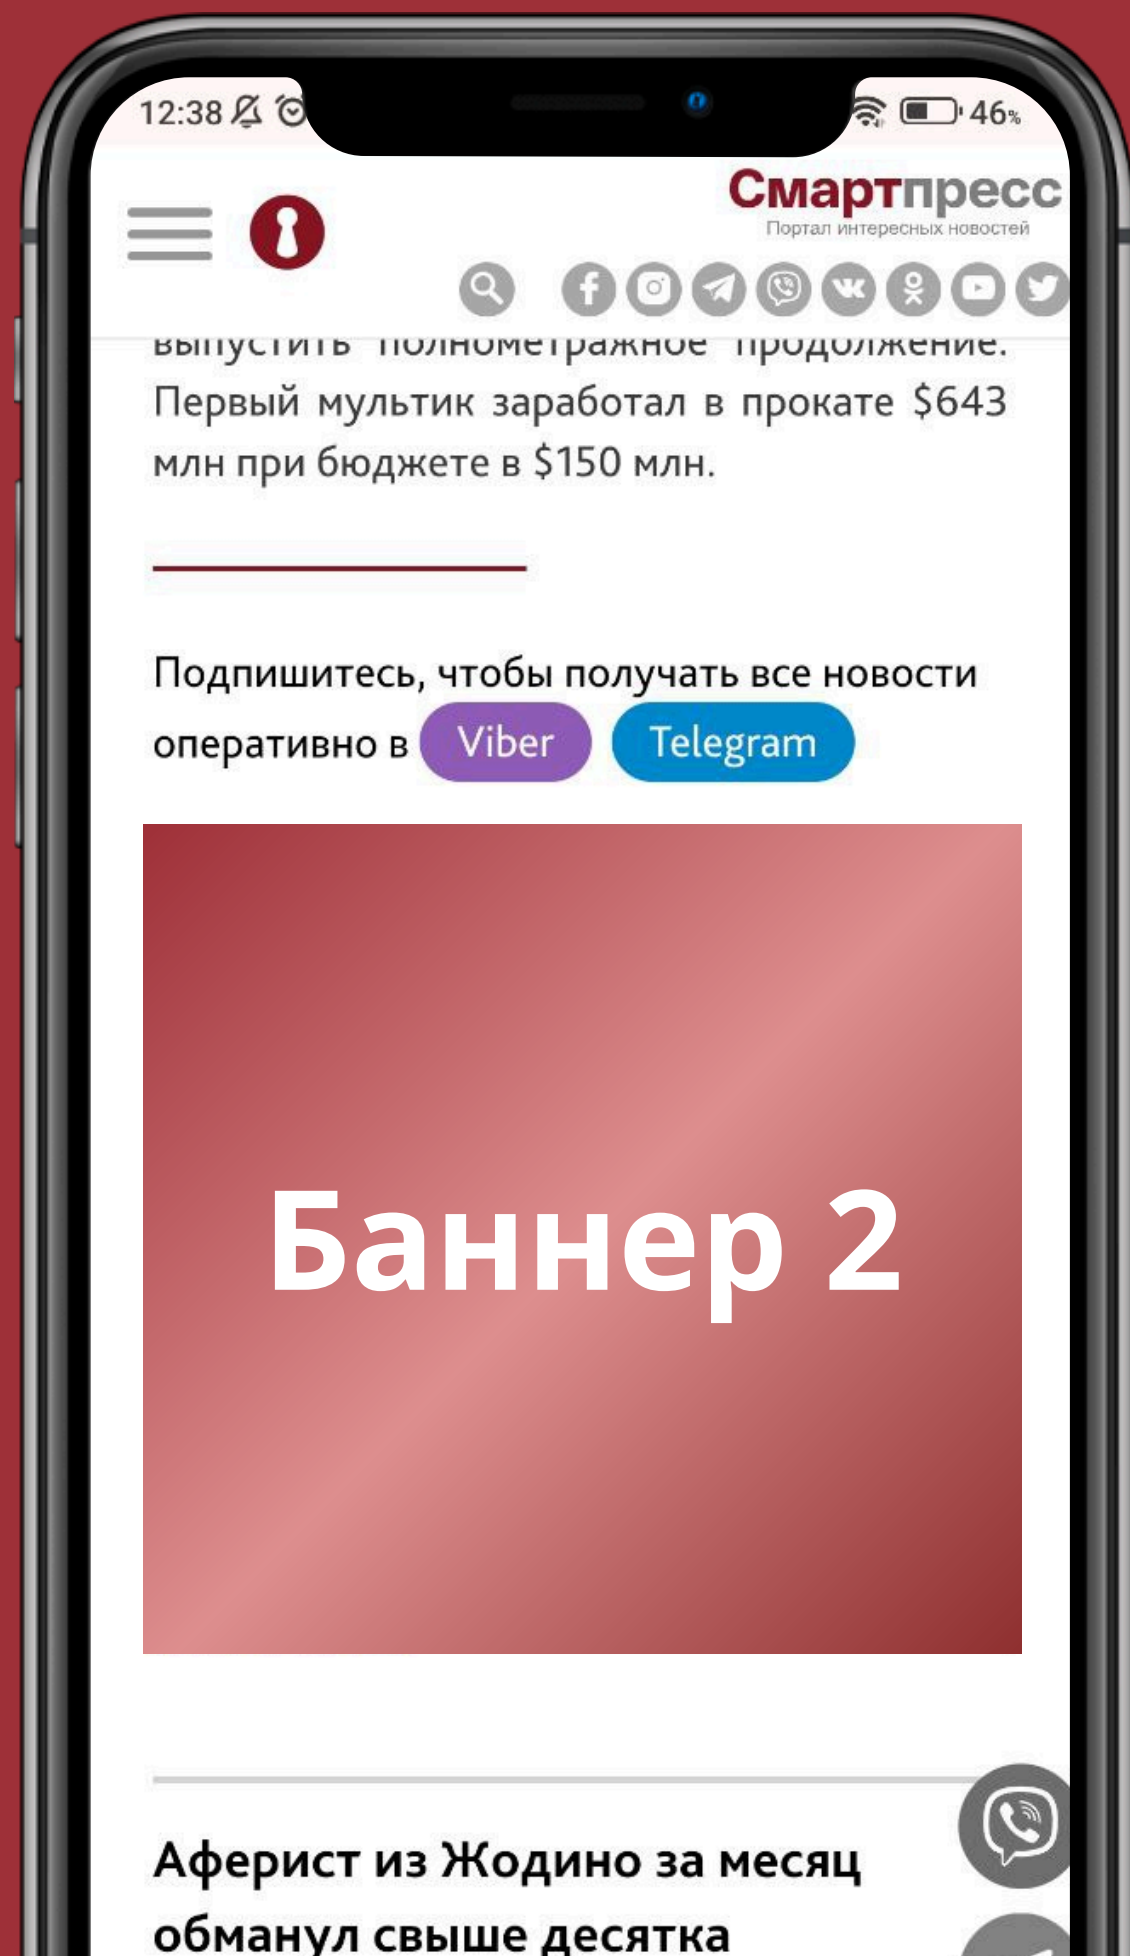 12:38
46%
Смартпресс
Портал интересных новостей
выпустить полнометражное продолжение.
Первый мультик заработал в прокате $643
млн при бюджете в $150 млн.
Подпишитесь, чтобы получать все новости
оперативно в Viber Telegram
Баннер 2
Аферист из Жодино за месяц
обманул свыше десятка